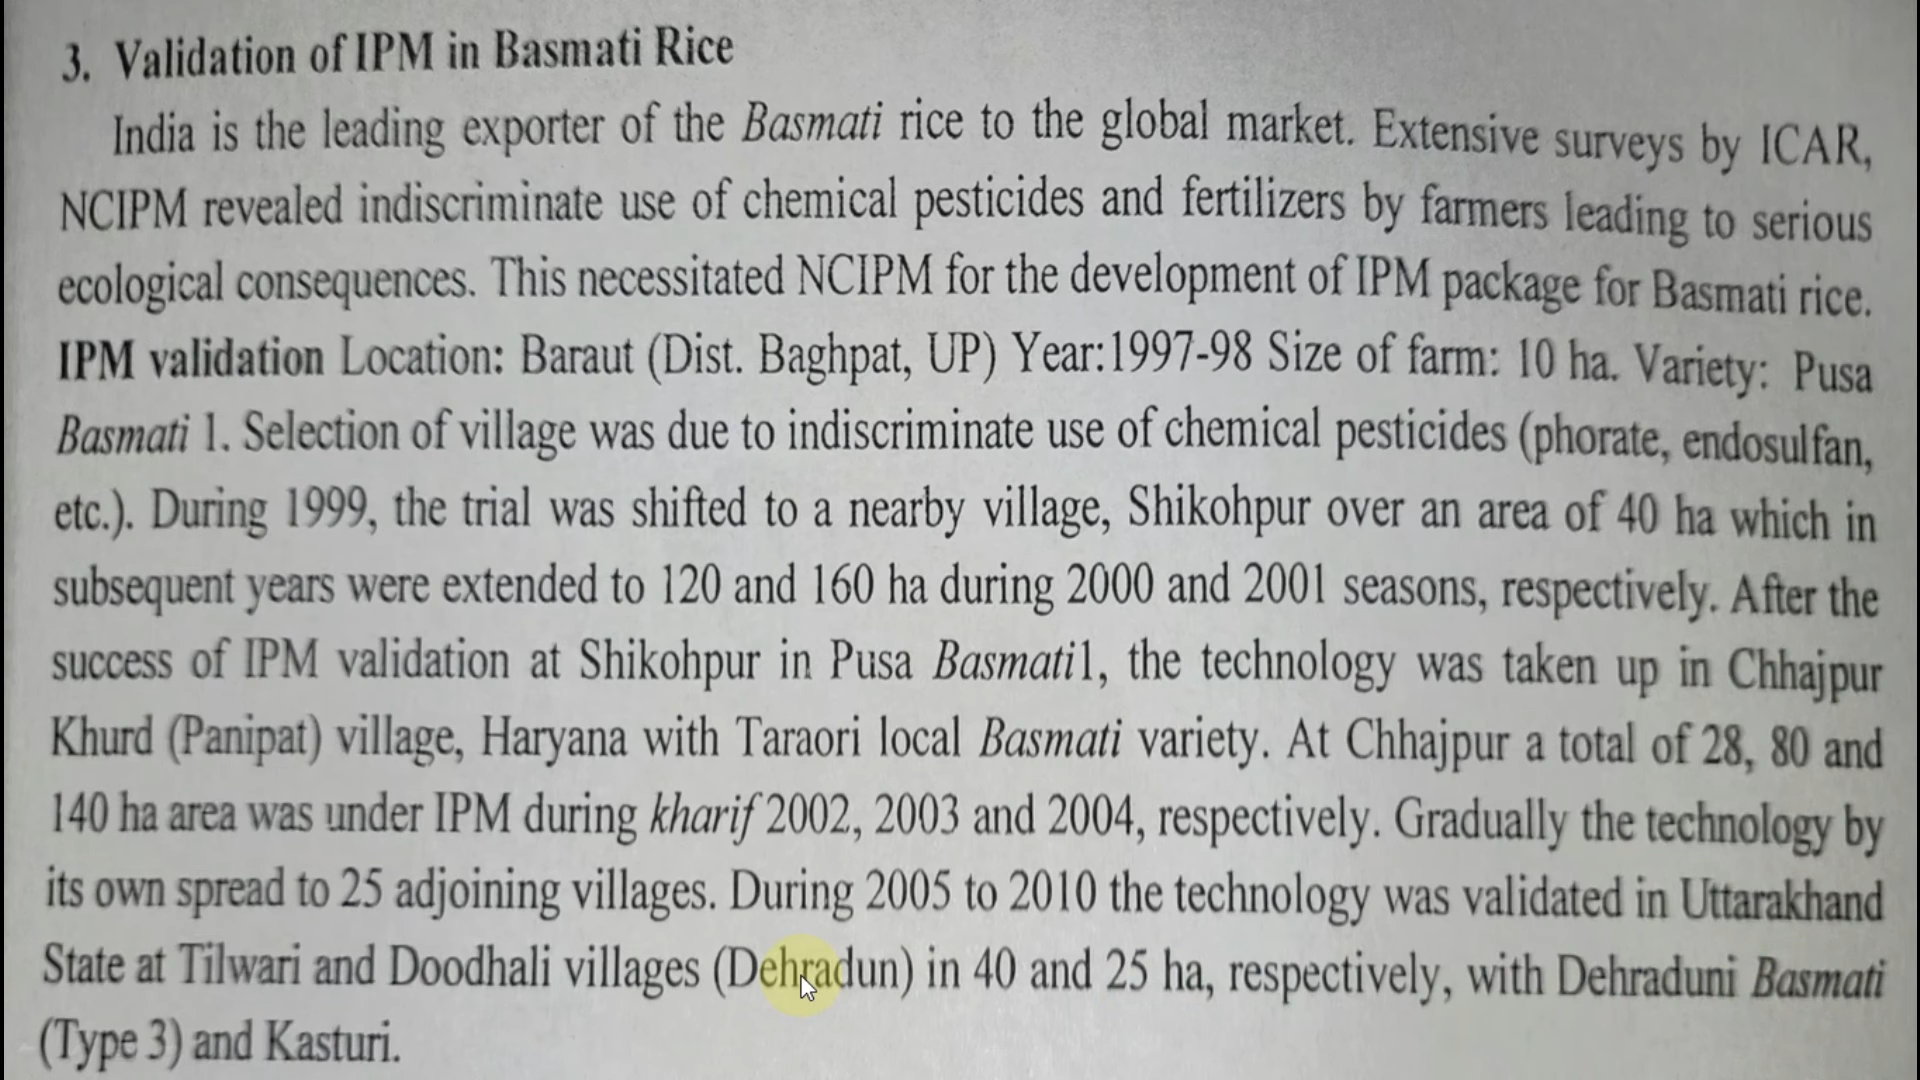 3. Validation of IPM in Basmati Rice
India is the leading exporter of the Basmati rice to the global market. Extensive surveys by ICAR,
NCIPM revealed indiscriminate use of chemical pesticides and fertilizers by farmers leading to serious
ecological consequences. This necessitated NCIPM for the development of IPM package for Basmati rice.
IPM validation Location: Baraut (Dist. Baghpat, UP) Year:1997-98 Size of farm: 10 ha. Variety: Pusa
Basmati 1. Selection of village was due to indiscriminate use of chemical pesticides (phorate, endosulfan,
etc.). During 1999, the trial was shifted to a nearby village, Shikohpur over an area of 40 ha which in
subsequent years were extended to 120 and 160 ha during 2000 and 2001 seasons, respectively. After the
success of IPM validation at Shikohpur in Pusa Basmati1, the technology was taken up in Chhajpur
Khurd (Panipat) village, Haryana with Taraori local Basmati variety. At Chhajpur a total of 28, 80 and
140 ha area was under IPM during kharif 2002, 2003 and 2004, respectively. Gradually the technology by
its own spread to 25 adjoining villages. During 2005 to 2010 the technology was validated in Uttarakhand
State at Tilwari and Doodhali villages (Dehradun) in 40 and 25 ha, respectively, with Dehraduni Basmati
(Type 3) and Kasturi.